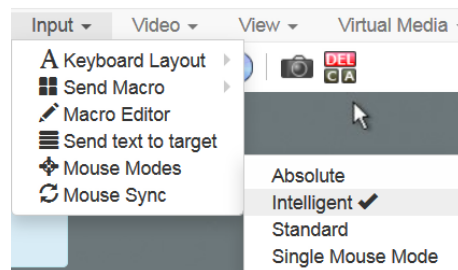 Input Video View Virtual Media
DEL
C A
A Keyboard Layout
Send Macro
Macro Editor
Send text to target
Mouse Modes
Mouse Sync
Absolute
Intelligent
Standard
Single Mouse Mode